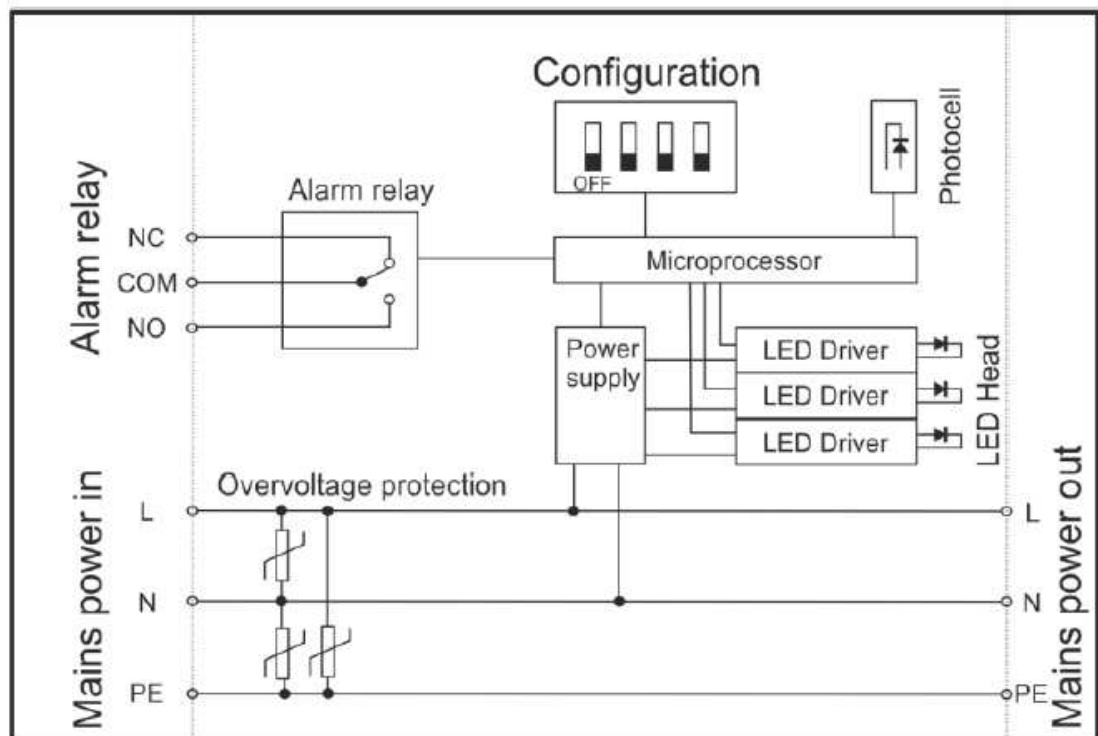 Configuration
OFF
Photocell
Alarm relay
Alarm relay
NC
COM
NO
Microprocessor
Power
supply
LED Driver
LED Driver
LED Driver
LED Head
Mains power in
Overvoltage protection
L
N
PE
L
N
PE
Mains power out